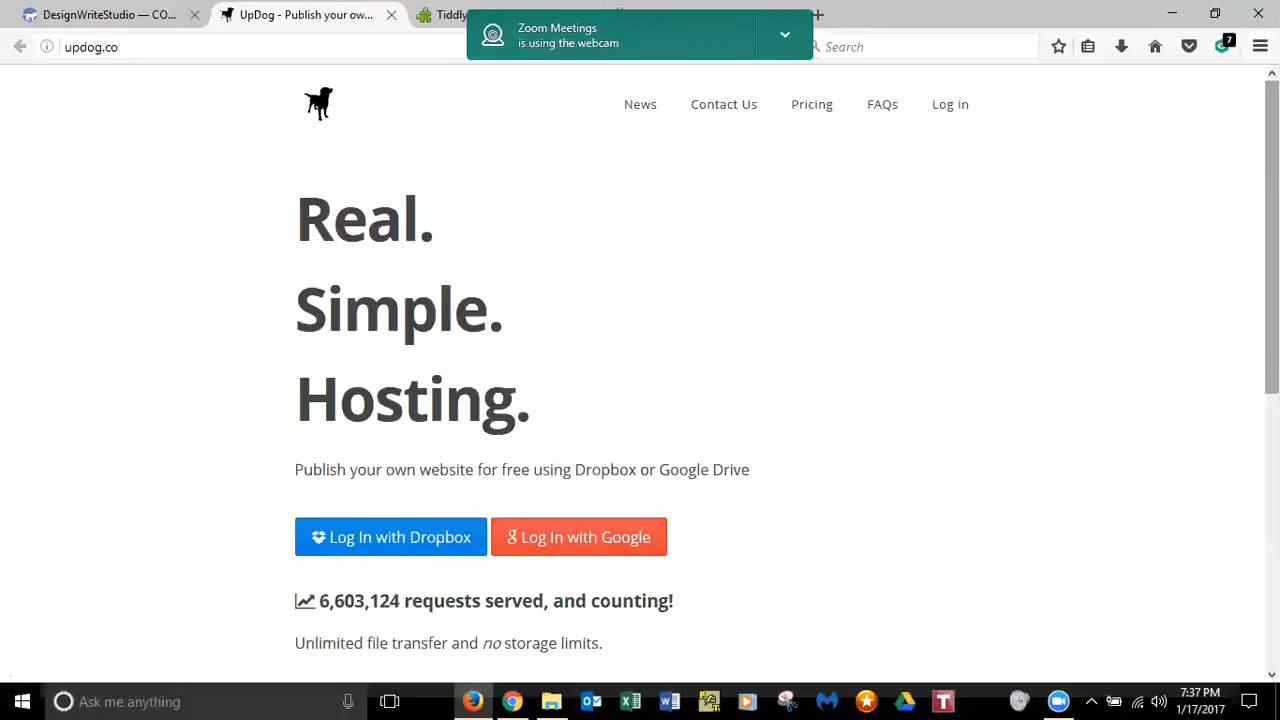 DesignWriteStudio – CO...
UpDog - Publish your own...
Tiddly
Zoom Meetings
is using the webcam
updog.co
Search
7
News
Contact Us
Pricing
FAQs
Log in
Real.
Simple.
Hosting.
Publish your own website for free using Dropbox or Google Drive
Log In with Dropbox
Log In with Google
6,603,124 requests served, and counting!
Unlimited file transfer and no storage limits.
Ask me anything
7:37 PM
1/17/2017